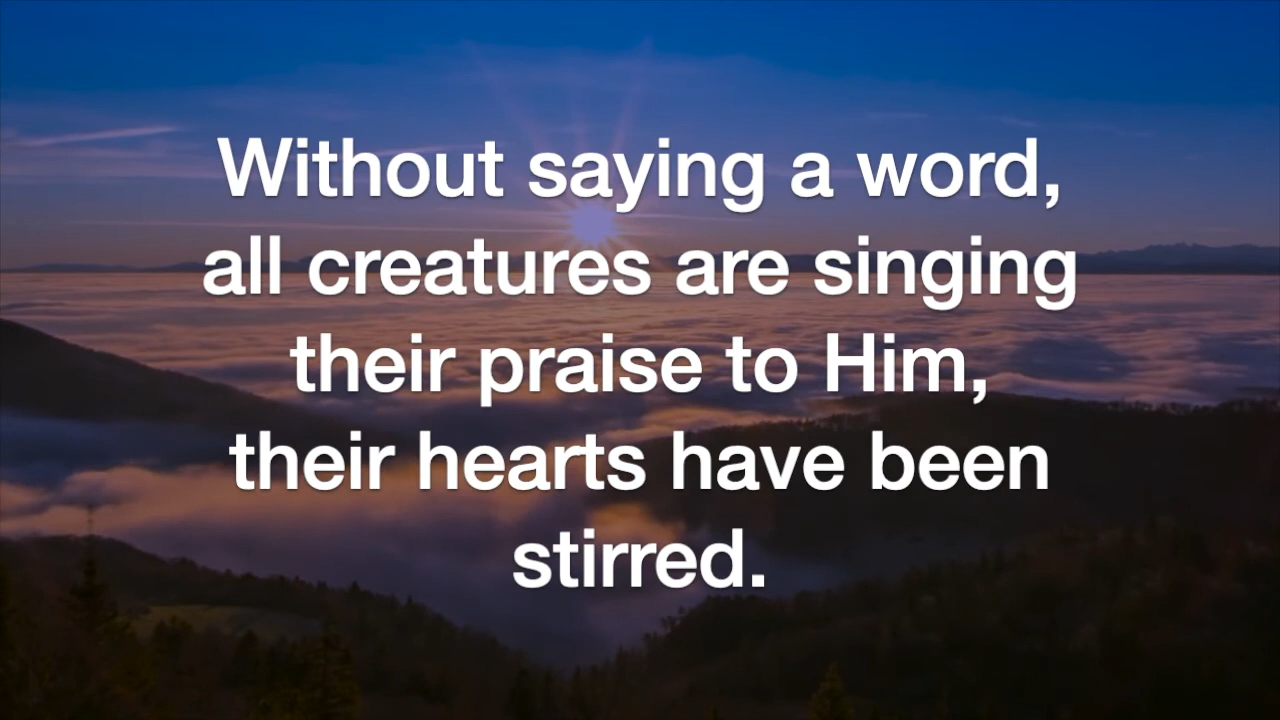 Without saying a word,
all creatures are singing
their praise to Him,
their hearts have been
stirred.